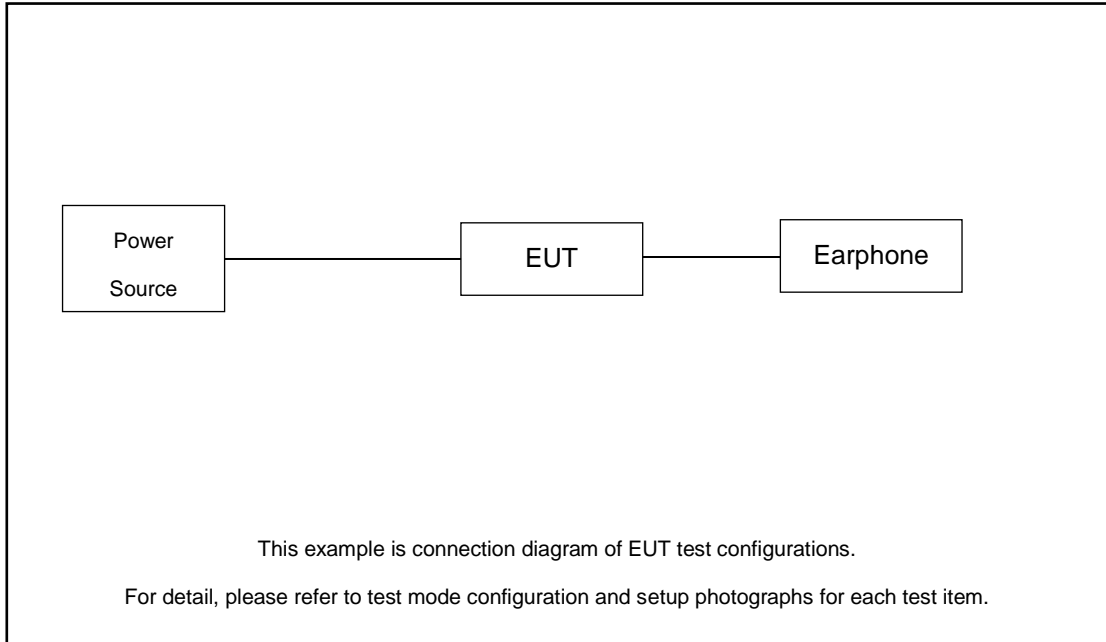 Power
Source
EUT
Earphone
This example is connection diagram of EUT test configurations.
For detail, please refer to test mode configuration and setup photographs for each test item.